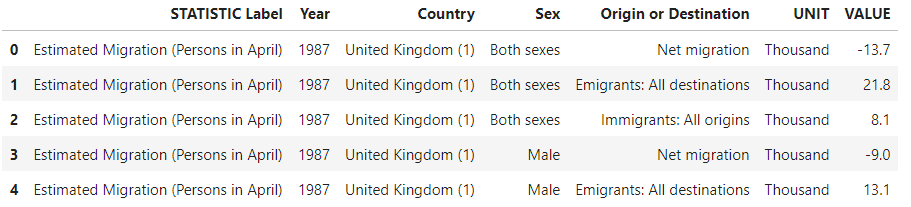 STATISTIC Label Year Country Sex Origin or Destination UNIT VALUE
0 Estimated Migration (Persons in April) 1987 United Kingdom (1) Both sexes Net migration Thousand -13.7
1 Estimated Migration (Persons in April) 1987 United Kingdom (1) Both sexes Emigrants: All destinations Thousand 21.8
2 Estimated Migration (Persons in April) 1987 United Kingdom (1) Both sexes Immigrants: All origins Thousand 8.1
3 Estimated Migration (Persons in April) 1987 United Kingdom (1) Male Net migration Thousand -9.0
4 Estimated Migration (Persons in April) 1987 United Kingdom (1) Male Emigrants: All destinations Thousand 13.1